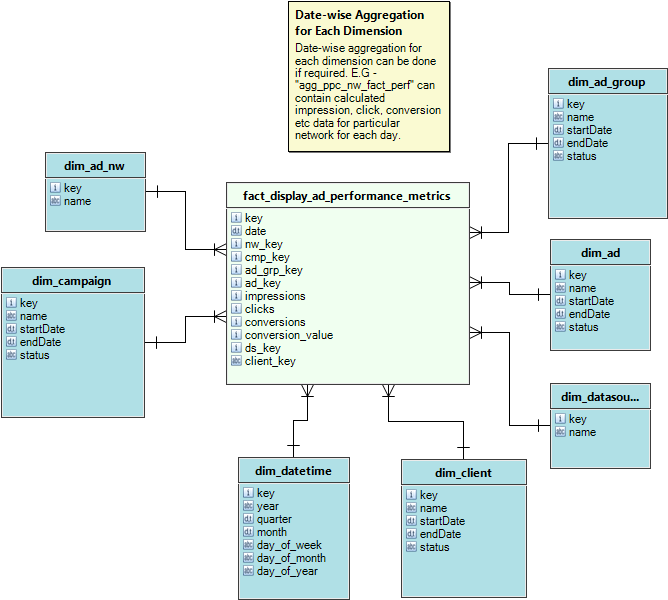 Date-wise Aggregation
for Each Dimension
Date-wise aggregation for
each dimension can be done
if required. E.G -
"agg_ppc_nw_fact_perf" can
contain calculated
impression, click, conversion
etc data for particular
network for each day.
dim_ad_group
key
name
startDate
endDate
status
dim_ad_nw
key
name
fact_display_ad_performance_metrics
key
date
nw_key
cmp_key
ad_grp_key
ad_key
impressions
clicks
conversions
conversion_value
ds_key
client_key
dim_ad
key
name
startDate
endDate
status
dim_campaign
key
name
startDate
endDate
status
dim_datasou...
key
name
dim_datetime
key
year
quarter
month
day_of_week
day_of_month
day_of_year
dim_client
key
name
startDate
endDate
status